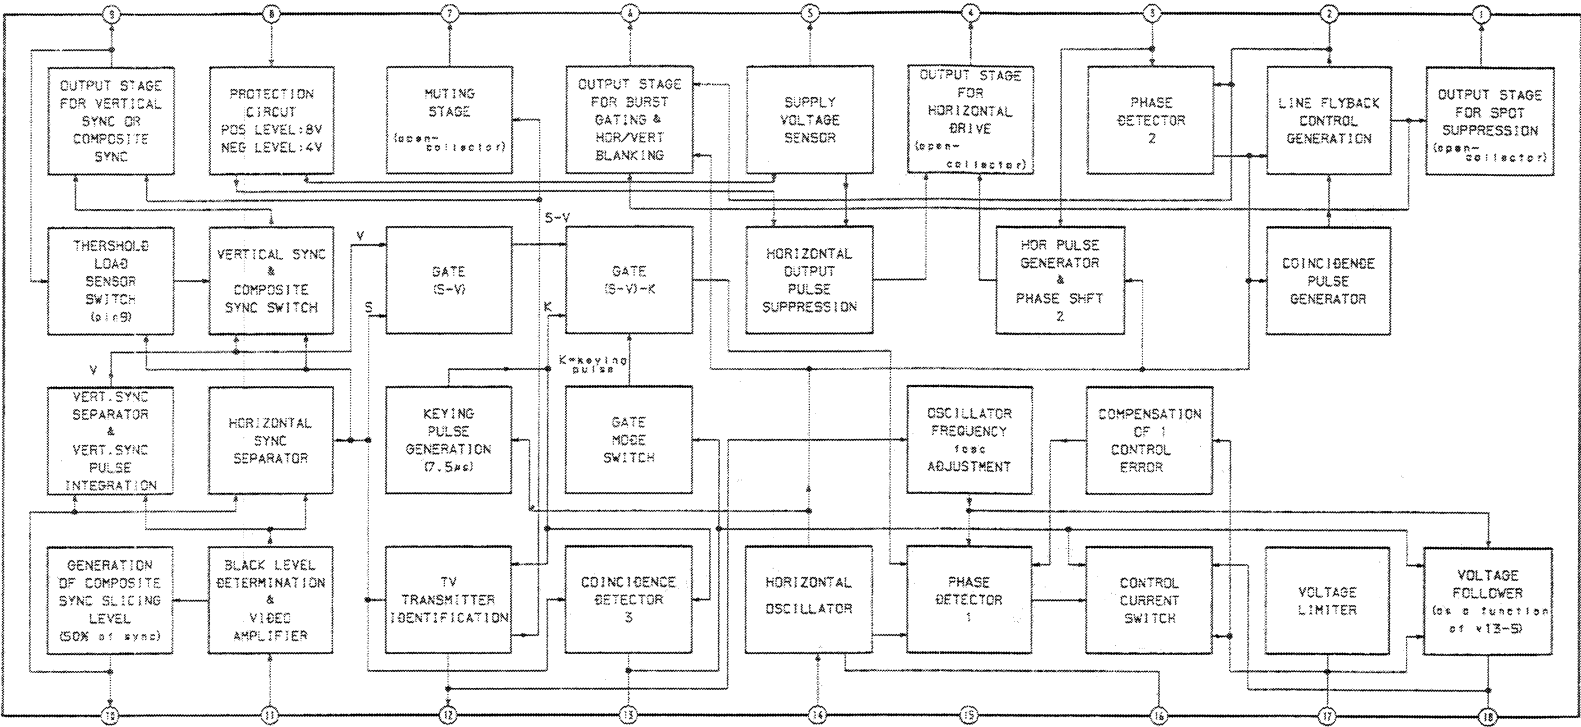 9
8
7
6
5
4
3
2
1
OUTPUT STAGE
FOR VERTICAL
SYNC OR
COMPOSITE
SYNC
PROTECTION
CIRCUT
POS LEVEL:8V
NEG LEVEL:4V
MUTING
STAGE
(open-
collector)
OUTPUT STAGE
FOR BURST
GATING &
HOR/VERT
BLANKING
SUPPLY
VOLTAGE
SENSOR
OUTPUT STAGE
FOR
HORIZONTAL
DRIVE
(open-
collector)
PHASE
DETECTOR
2
LINE FLYBACK
CONTROL
GENERATION
OUTPUT STAGE
FOR SPOT
SUPPRESSION
(open-
collector)
THERSHOLD
LOAD
SENSOR
SWITCH
(pin9)
VERTICAL SYNC
&
COMPOSITE
SYNC SWITCH
V
S
GATE
(S-V)
S-V
K
GATE
(S-V)-K
HORIZONTAL
OUTPUT
PULSE
SUPPRESSION
HOR PULSE
GENERATOR
&
PHASE SHFT
2
COINCIDENCE
PULSE
GENERATOR
V
K=keying
pulse
VERT.SYNC
SEPARATOR
&
VERT.SYNC
PULSE
INTEGRATION
HORIZONTAL
SYNC
SEPARATOR
KEYING
PULSE
GENERATION
(7.5µs)
GATE
MODE
SWITCH
OSCILLATOR
FREQUENCY
fosc
ADJUSTMENT
COMPENSATION
OF 1
CONTROL
ERROR
GENERATION
OF COMPOSITE
SYNC SLICING
LEVEL
(50% of sync)
BLACK LEVEL
DETERMINATION
&
VIDEO
AMPLIFIER
TV
TRANSMITTER
IDENTIFICATION
COINCIDENCE
DETECTOR
3
HORIZONTAL
OSCILLATOR
PHASE
DETECTOR
1
CONTROL
CURRENT
SWITCH
VOLTAGE
LIMITER
VOLTAGE
FOLLOWER
(as a function
of v13-5)
10
11
12
13
14
15
16
17
18